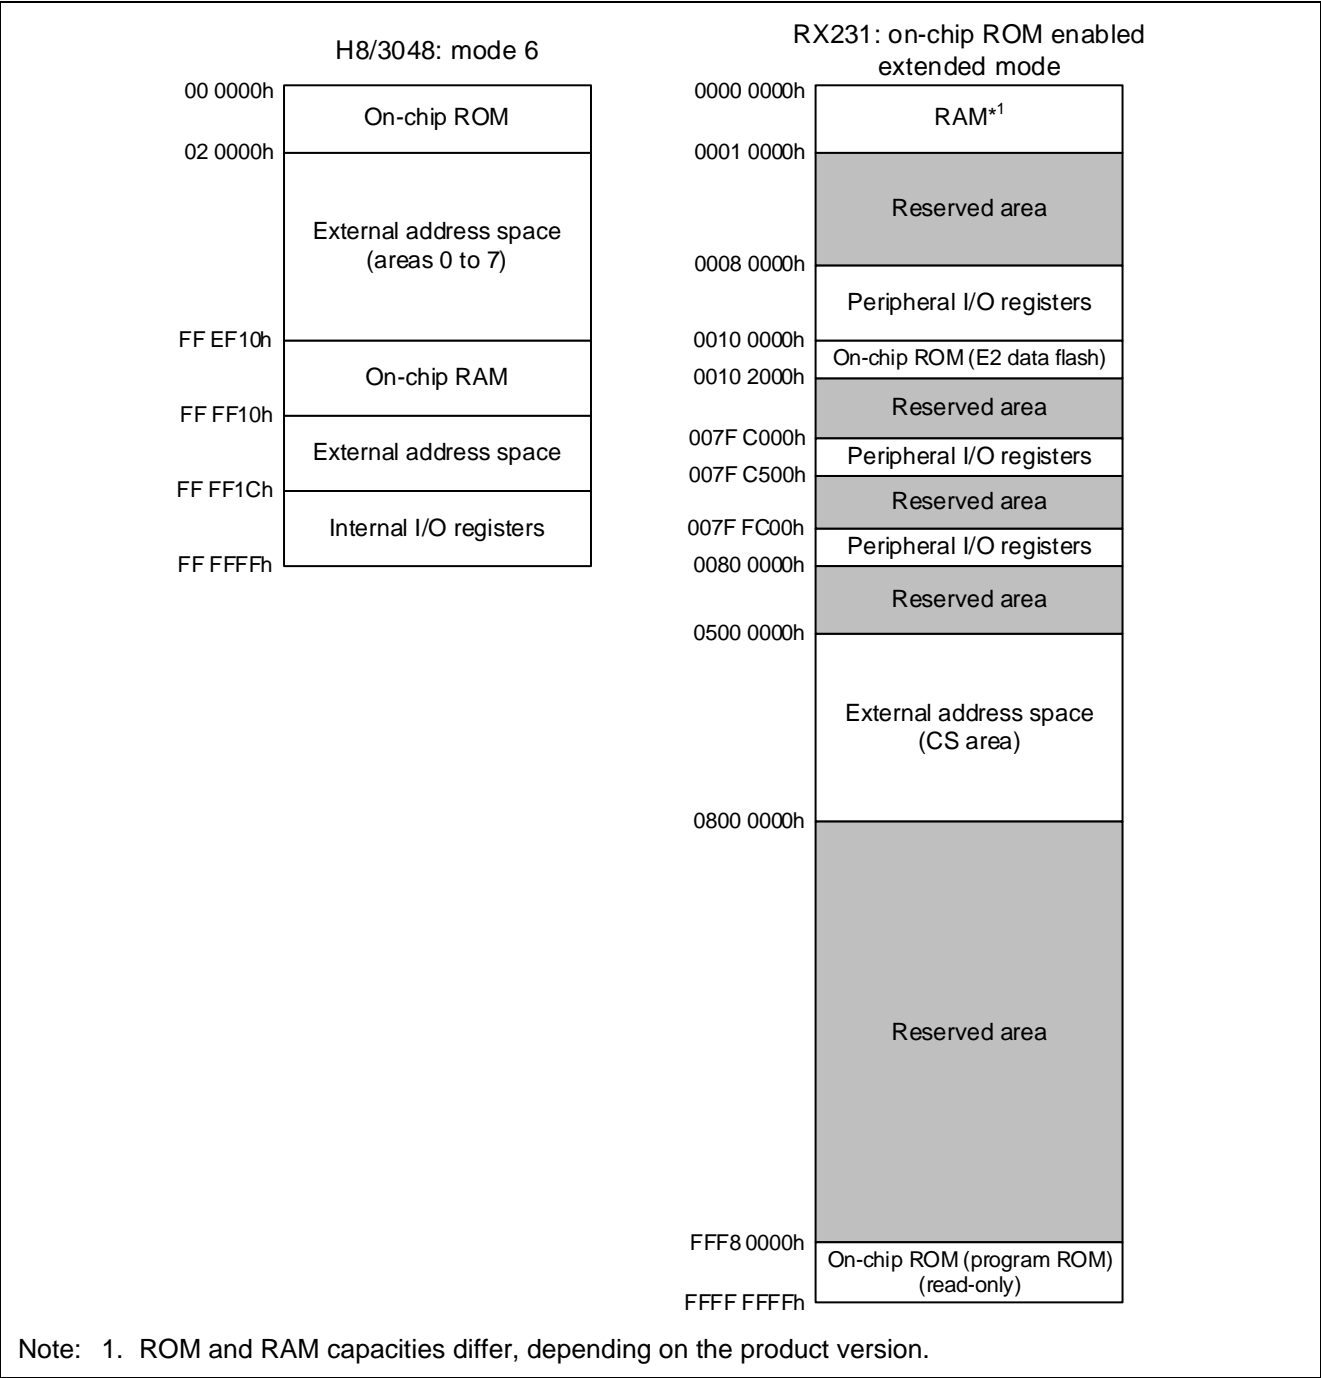 H8/3048: mode 6
00 0000h
On-chip ROM
02 0000h
External address space
(areas 0 to 7)
FF EF10h
On-chip RAM
FF FF10h
External address space
FF FF1Ch
Internal I/O registers
FF FFFFh
RX231: on-chip ROM enabled
extended mode
0000 0000h
RAM*1
0001 0000h
Reserved area
0008 0000h
Peripheral I/O registers
0010 0000h
On-chip ROM (E2 data flash)
0010 2000h
Reserved area
007F C000h
Peripheral I/O registers
007F C500h
Reserved area
007F FC00h
Peripheral I/O registers
0080 0000h
Reserved area
0500 0000h
External address space
(CS area)
0800 0000h
Reserved area
FFF8 0000h
On-chip ROM (program ROM)
(read-only)
FFFF FFFFh
Note: 1. ROM and RAM capacities differ, depending on the product version.